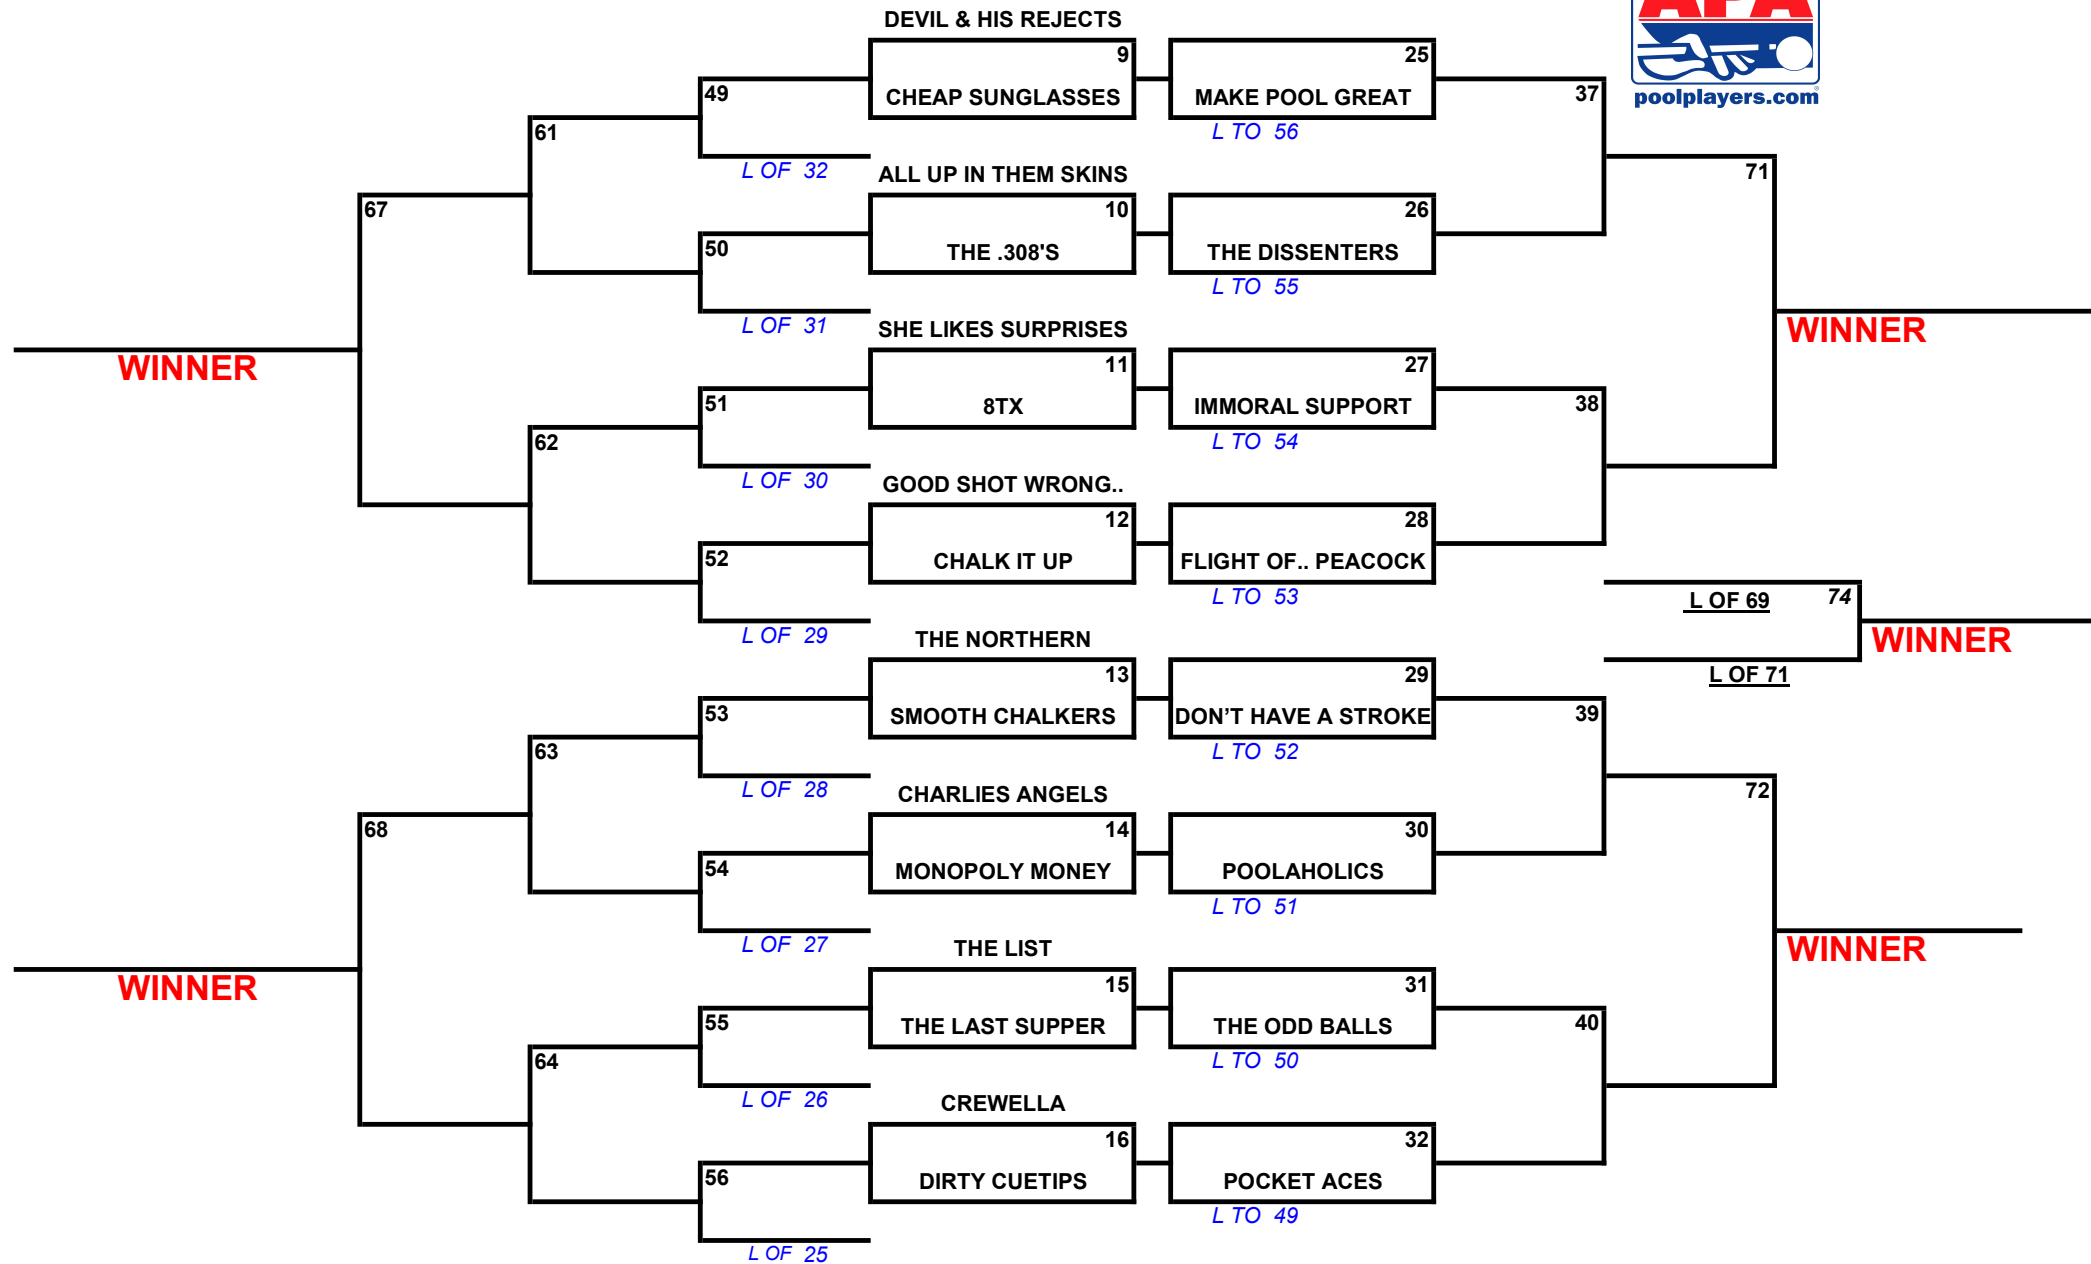 APA
poolplayers.com
DEVIL & HIS REJECTS
9
25
49
CHEAP SUNGLASSES
MAKE POOL GREAT
37
61
L TO 56
L OF 32
ALL UP IN THEM SKINS
71
67
10
26
50
THE .308'S
THE DISSENTERS
L TO 55
L OF 31
SHE LIKES SURPRISES
WINNER
WINNER
11
27
51
8TX
IMMORAL SUPPORT
38
62
L TO 54
L OF 30
GOOD SHOT WRONG..
12
28
52
CHALK IT UP
FLIGHT OF.. PEACOCK
L TO 53
L OF 69
74
L OF 29
THE NORTHERN
WINNER
13
29
L OF 71
53
SMOOTH CHALKERS
DON'T HAVE A STROKE
39
63
L TO 52
L OF 28
CHARLIES ANGELS
72
68
14
30
54
MONOPOLY MONEY
POOLAHOLICS
L TO 51
L OF 27
THE LIST
WINNER
WINNER
15
31
55
THE LAST SUPPER
THE ODD BALLS
40
64
L TO 50
L OF 26
CREWELLA
16
32
56
DIRTY CUETIPS
POCKET ACES
L TO 49
L OF 25